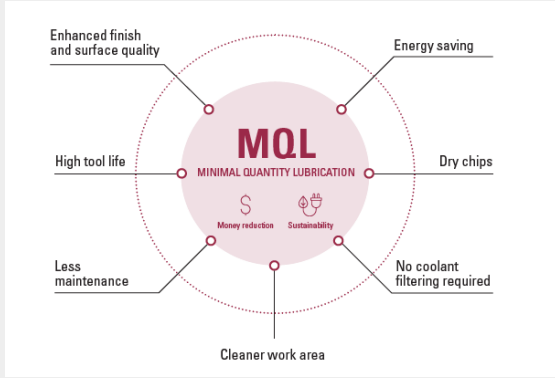 Enhanced finish
and surface quality
Energy saving
MQL
MINIMAL QUANTITY LUBRICATION
High tool life
Dry chips
$
Money reduction
Sustainability
Less
maintenance
No coolant
filtering required
Cleaner work area